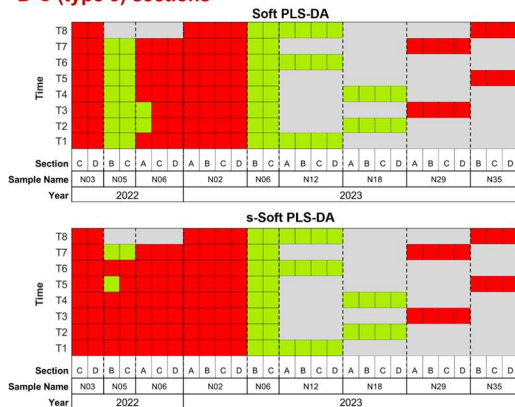 (type sections
Soft PLS-DA
T8
T7
T6
T5
T4
T3
T2
T1
Time
Section C D B C A C D A B C D B C A B C D A B C D A B C D B C D
Sample Name N03 N05 N06 N02 N06 N12 N18 N29 N35
Year 2022 2023
s-Soft PLS-DA
T8
T7
T6
T5
T4
T3
T2
T1
Time
Section C D B C A C D A B C D B C A B C D A B C D A B C D B C D
Sample Name N03 N05 N06 N02 N06 N12 N18 N29 N35
Year 2022 2023